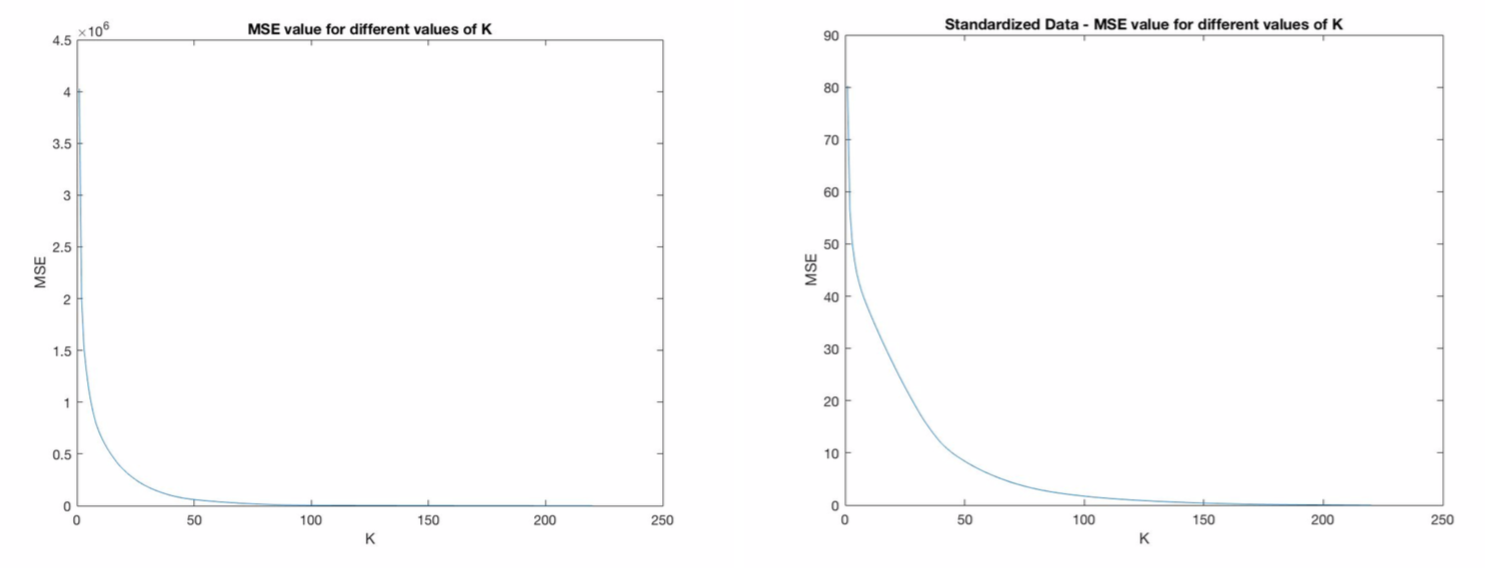 MSE value for different values of K
×10⁶
4.5
4
3.5
3
2.5
2
1.5
1
0.5
0
MSE
0 50 100 150 200 250
K
Standardized Data - MSE value for different values of K
90
80
70
60
50
40
30
20
10
0
MSE
0 50 100 150 200 250
K